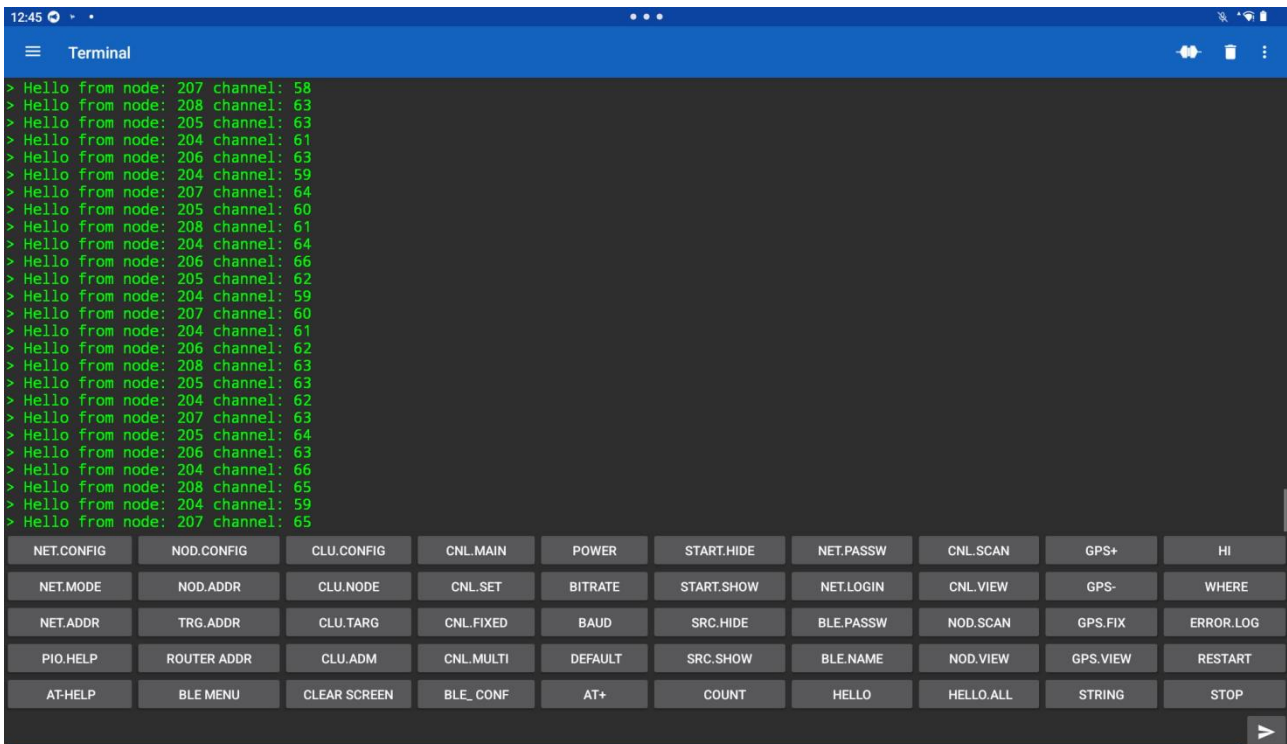 12:45
Terminal
> Hello from node: 207 channel: 58
> Hello from node: 208 channel: 63
> Hello from node: 205 channel: 63
> Hello from node: 204 channel: 61
> Hello from node: 206 channel: 63
> Hello from node: 204 channel: 59
> Hello from node: 207 channel: 64
> Hello from node: 205 channel: 60
> Hello from node: 208 channel: 61
> Hello from node: 204 channel: 64
> Hello from node: 206 channel: 66
> Hello from node: 205 channel: 62
> Hello from node: 204 channel: 59
> Hello from node: 207 channel: 60
> Hello from node: 204 channel: 61
> Hello from node: 206 channel: 62
> Hello from node: 208 channel: 63
> Hello from node: 205 channel: 63
> Hello from node: 204 channel: 62
> Hello from node: 207 channel: 63
> Hello from node: 205 channel: 64
> Hello from node: 206 channel: 63
> Hello from node: 204 channel: 66
> Hello from node: 208 channel: 65
> Hello from node: 204 channel: 59
> Hello from node: 207 channel: 65
NET.CONFIG NOD.CONFIG CLU.CONFIG CNL.MAIN POWER START.HIDE NET.PASSW CNL.SCAN GPS+ HI
NET.MODE NOD.ADDR CLU.NODE CNL.SET BITRATE START.SHOW NET.LOGIN CNL.VIEW GPS- WHERE
NET.ADDR TRG.ADDR CLU.TARG CNL.FIXED BAUD SRC.HIDE BLE.PASSW NOD.SCAN GPS.FIX ERROR.LOG
PIO.HELP ROUTER ADDR CLU.ADM CNL.MULTI DEFAULT SRC.SHOW BLE.NAME NOD.VIEW GPS.VIEW RESTART
AT-HELP BLE MENU CLEAR SCREEN BLE_ CONF AT+ COUNT HELLO HELLO.ALL STRING STOP